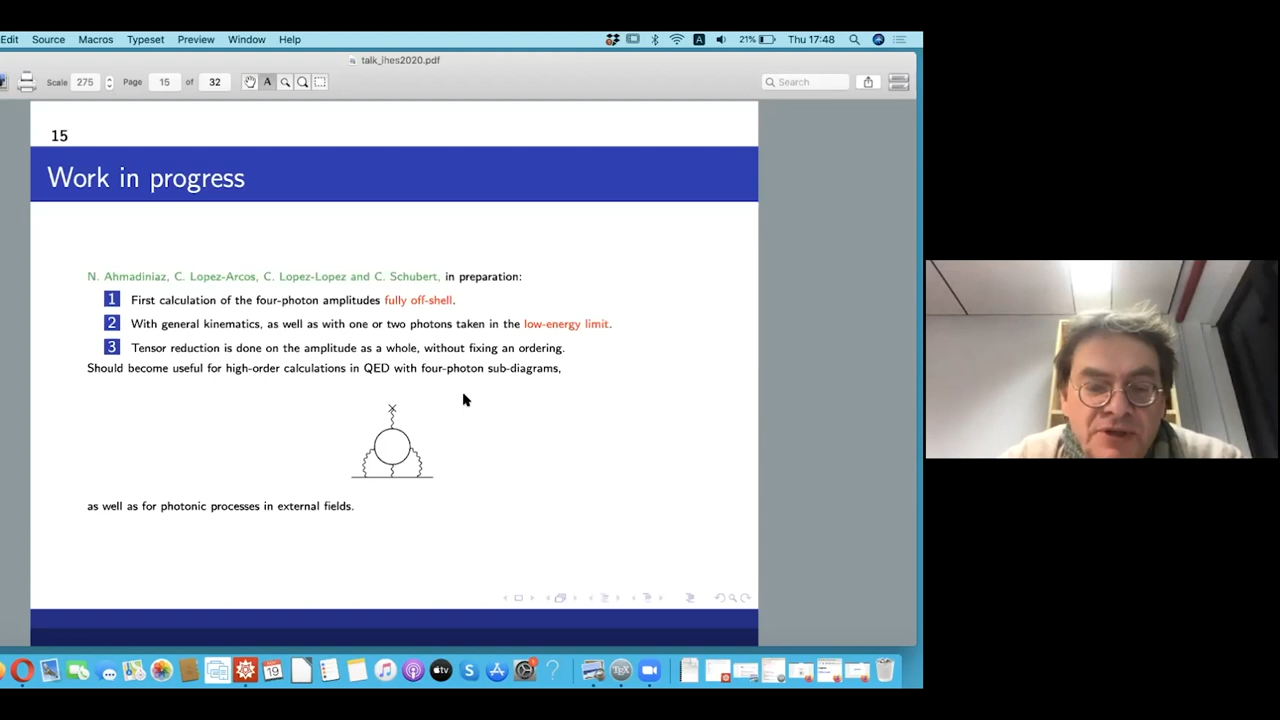 Edit Source Macros Typeset Preview Window Help A 21% Thu 17:48
talk_ihes2020.pdf
Scale 275 Page 15 of 32 A Search
15
Work in progress
N. Ahmadiniaz, C. Lopez-Arcos, C. Lopez-Lopez and C. Schubert, in preparation:
1 First calculation of the four-photon amplitudes fully off-shell.
2 With general kinematics, as well as with one or two photons taken in the low-energy limit.
3 Tensor reduction is done on the amplitude as a whole, without fixing an ordering.
Should become useful for high-order calculations in QED with four-photon sub-diagrams,
as well as for photonic processes in external fields.
19 tv TEX